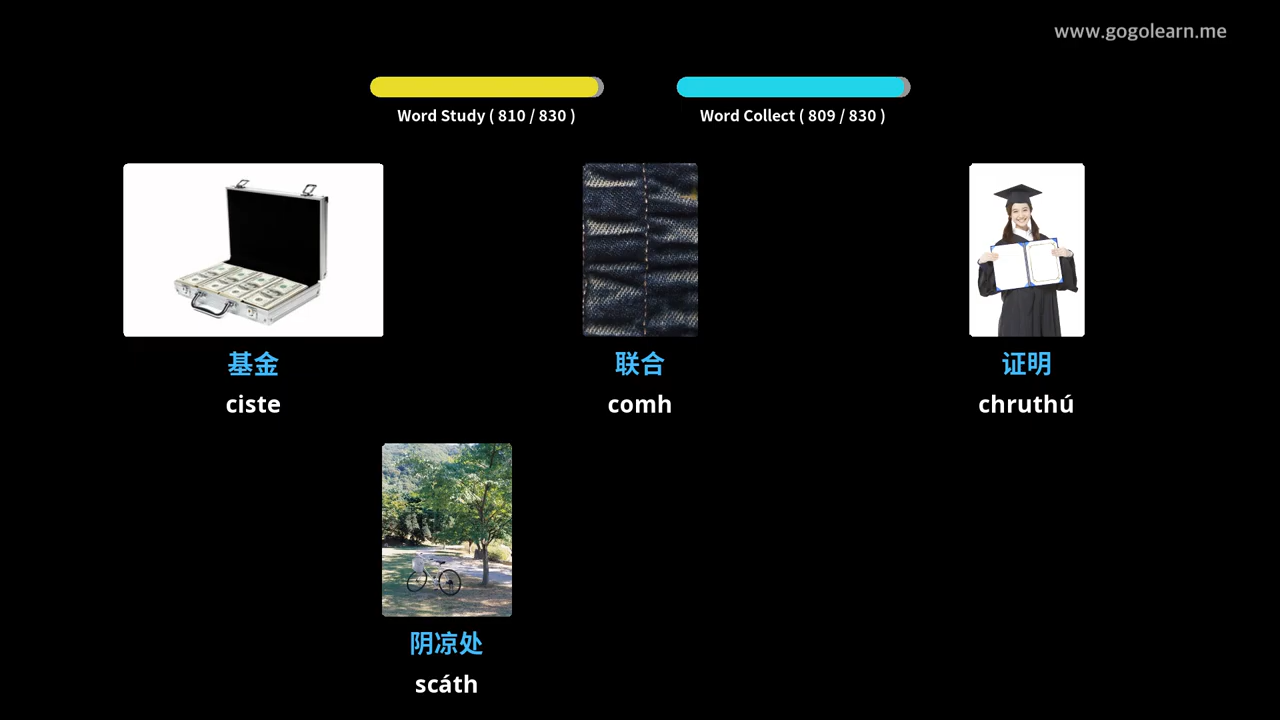 www.gogolearn.me
Word Study ( 810 / 830 )
Word Collect ( 809 / 830 )
基金
ciste
联合
comh
证明
chruthú
阴凉处
scáth